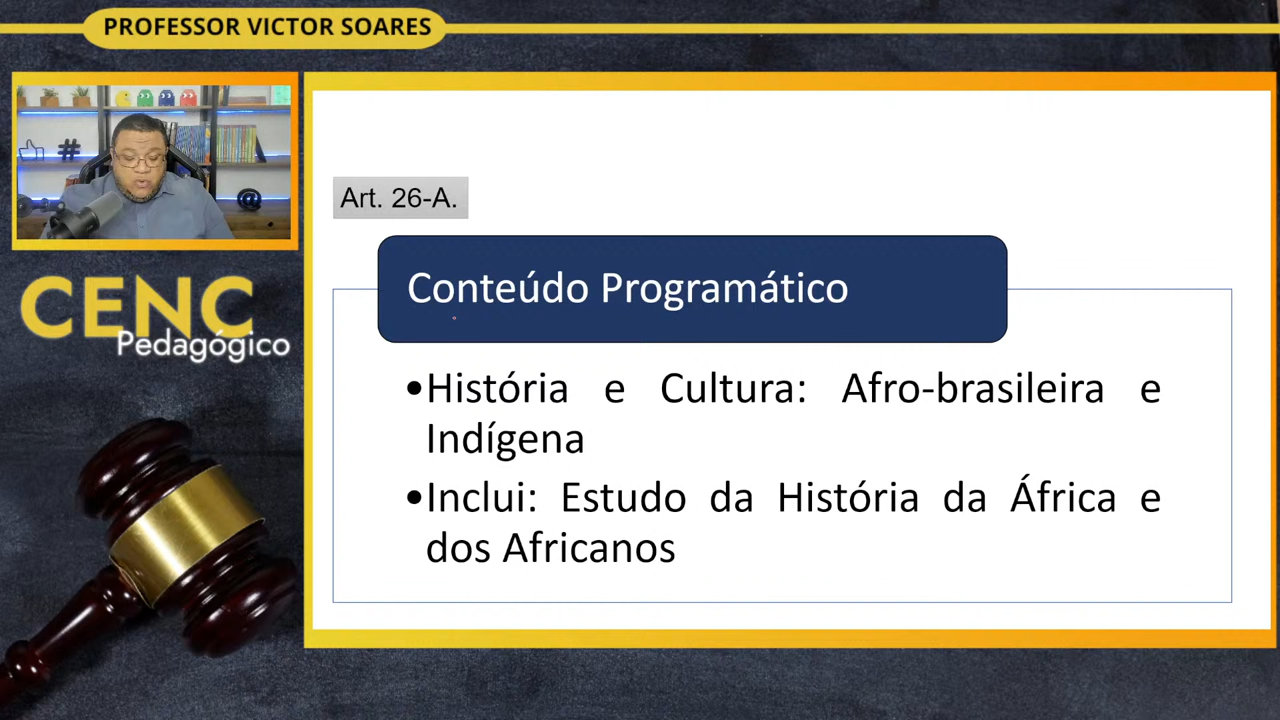 PROFESSOR VICTOR SOARES
#
@
CENC
Pedagógico
Art. 26-A.
Conteúdo Programático
•História e Cultura: Afro-brasileira e
Indígena
•Inclui: Estudo da História da África e
dos Africanos